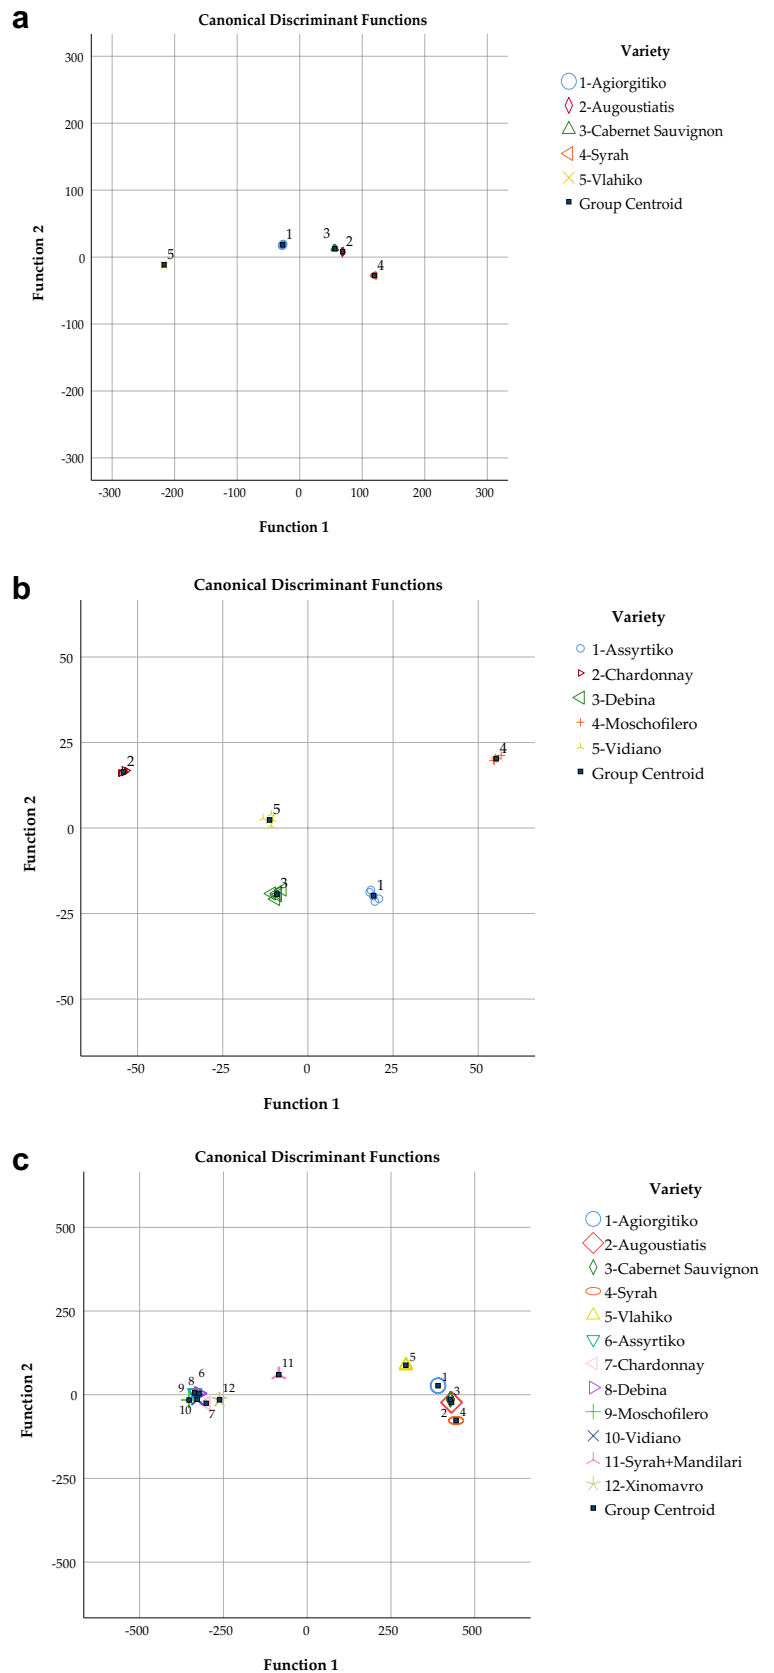 a
Canonical Discriminant Functions
300
200
100
0
-100
-200
-300
Function 2
5
1
3
2
4
-300
-200
-100
0
100
200
300
Function 1
Variety
1-Agiorgitiko
2-Augoustiatis
3-Cabernet Sauvignon
4-Syrah
5-Vlahiko
Group Centroid
b
Canonical Discriminant Functions
50
25
0
-25
-50
Function 2
2
4
5
3
1
-50
-25
0
25
50
Function 1
Variety
1-Assyrtiko
2-Chardonnay
3-Debina
4-Moschofilero
5-Vidiano
Group Centroid
c
Canonical Discriminant Functions
500
250
0
-250
-500
Function 2
11
5
8
6
9
12
10
7
1
3
2
4
-500
-250
0
250
500
Function 1
Variety
1-Agiorgitiko
2-Augoustiatis
3-Cabernet Sauvignon
4-Syrah
5-Vlahiko
6-Assyrtiko
7-Chardonnay
8-Debina
9-Moschofilero
10-Vidiano
11-Syrah+Mandilari
12-Xinomavro
Group Centroid